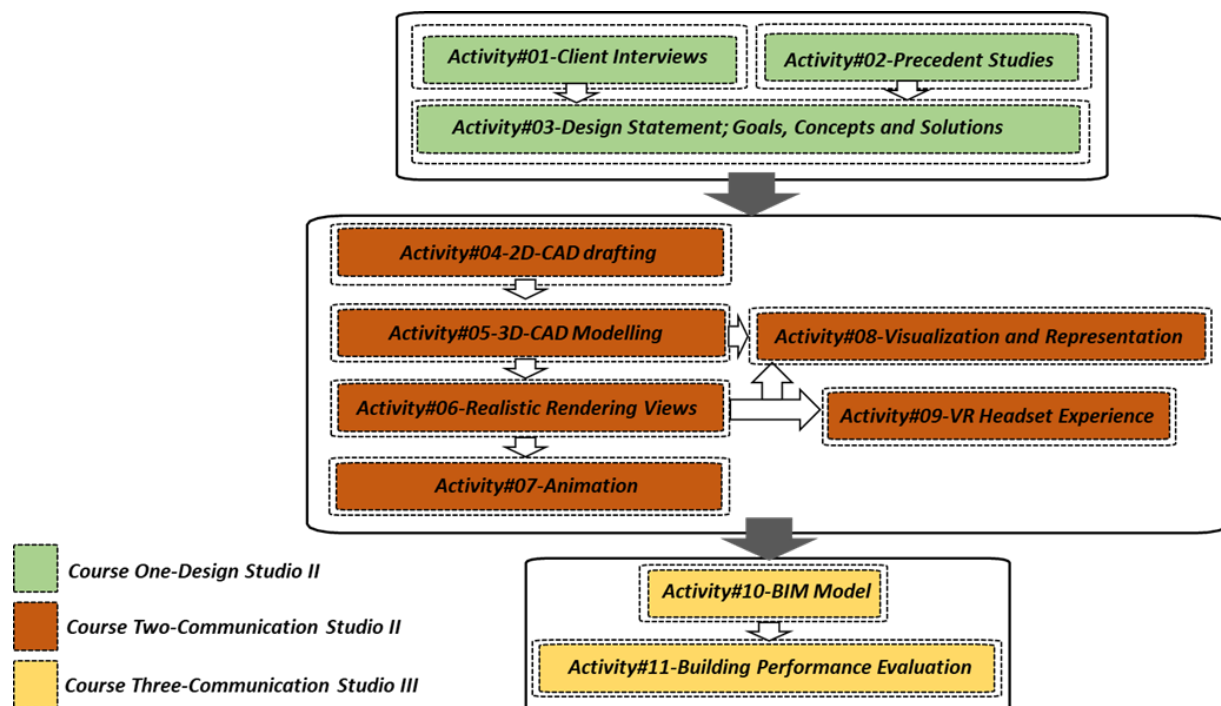 Activity#01-Client Interviews
Activity#02-Precedent Studies
Activity#03-Design Statement; Goals, Concepts and Solutions
Activity#04-2D-CAD drafting
Activity#05-3D-CAD Modelling
Activity#08-Visualization and Representation
Activity#06-Realistic Rendering Views
Activity#09-VR Headset Experience
Activity#07-Animation
Course One-Design Studio II
Course Two-Communication Studio II
Course Three-Communication Studio III
Activity#10-BIM Model
Activity#11-Building Performance Evaluation